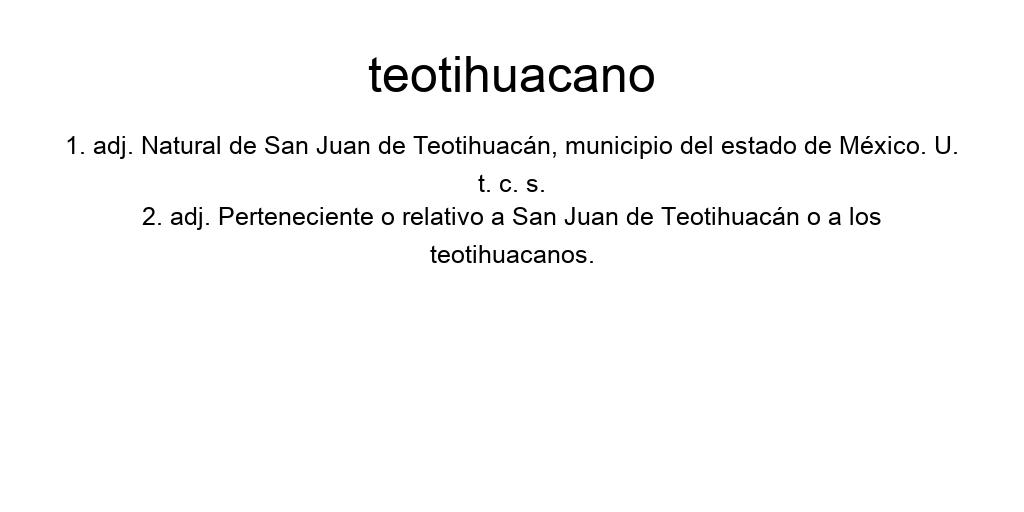 teotihuacano
1. adj. Natural de San Juan de Teotihuacán, municipio del estado de México. U.
t. c. s.
2. adj. Perteneciente o relativo a San Juan de Teotihuacán o a los
teotihuacanos.